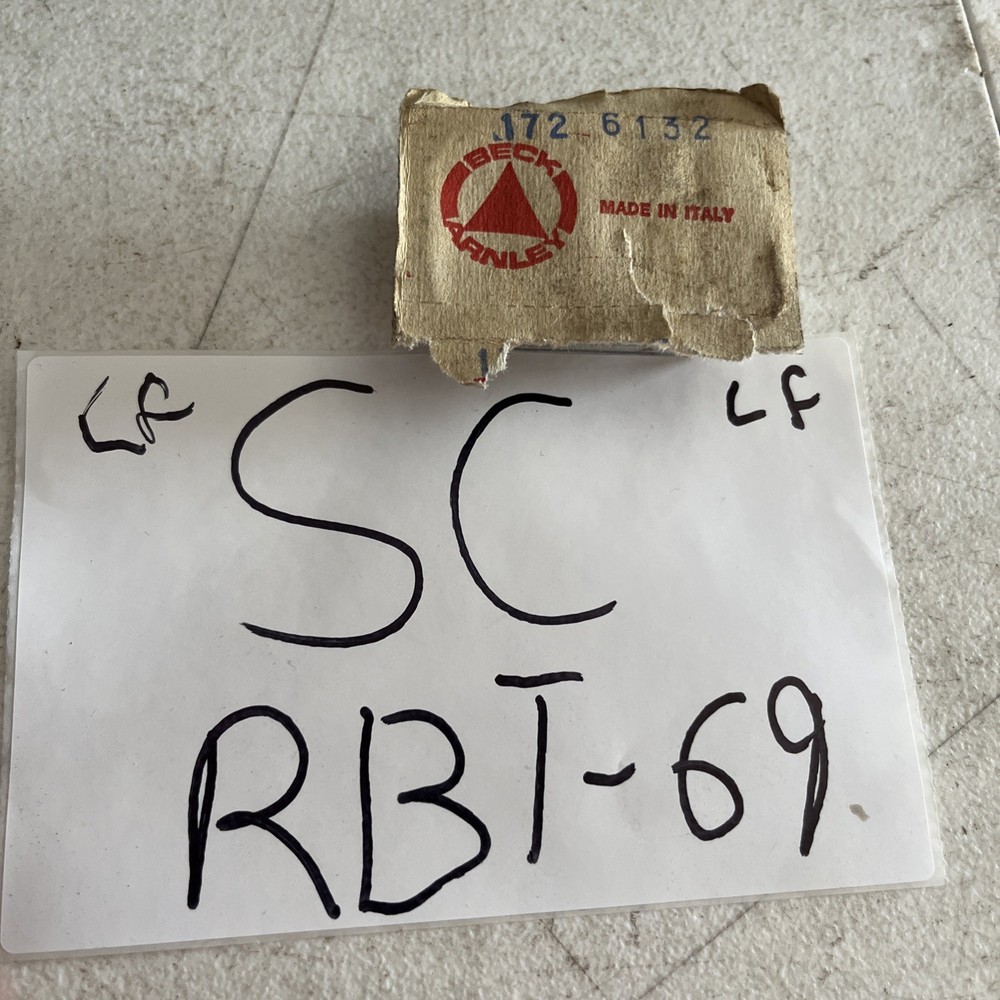 172 6132
BECK
ARNLEY
MADE IN ITALY
LF
LF
SC
RBT-69